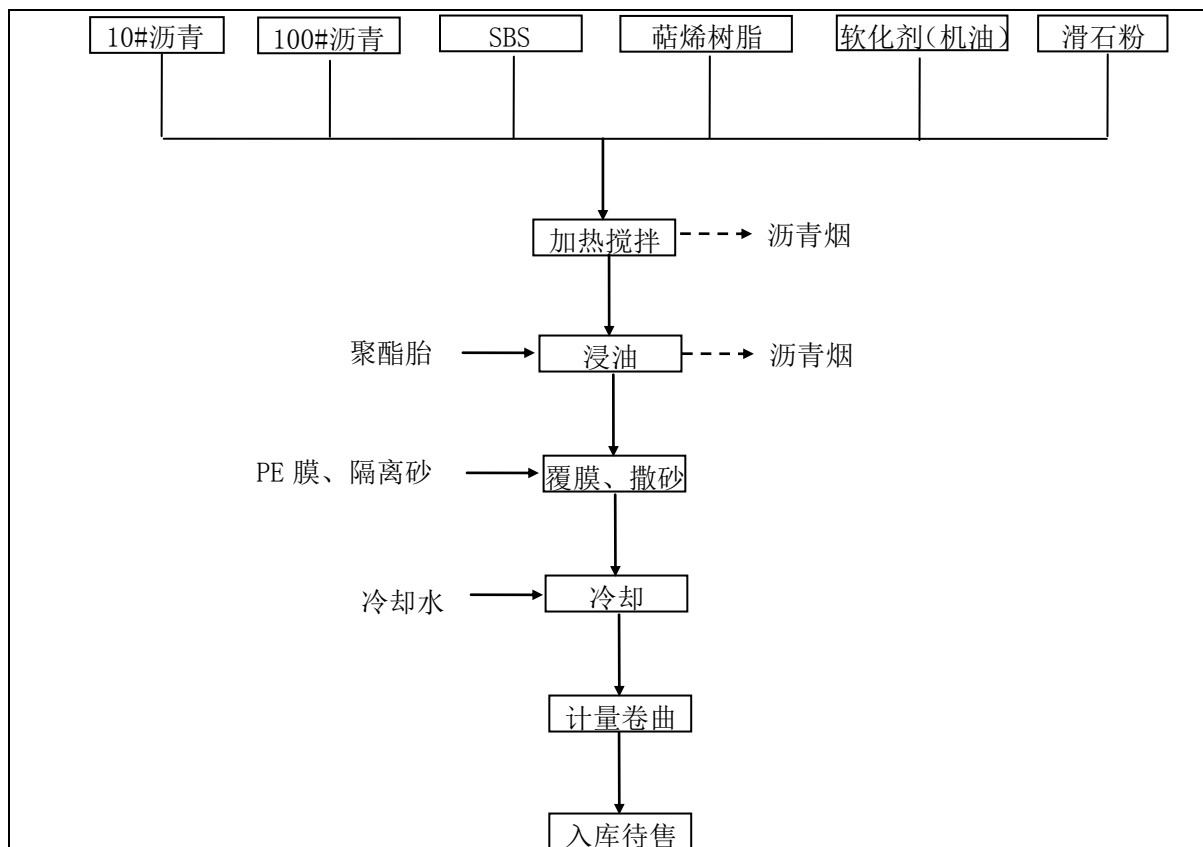 10#沥青 100#沥青 SBS 萜烯树脂 软化剂（机油） 滑石粉
加热搅拌 沥青烟
聚酯胎 浸油 沥青烟
PE 膜、隔离砂 覆膜、撒砂
冷却水 冷却
计量卷曲
入库待售